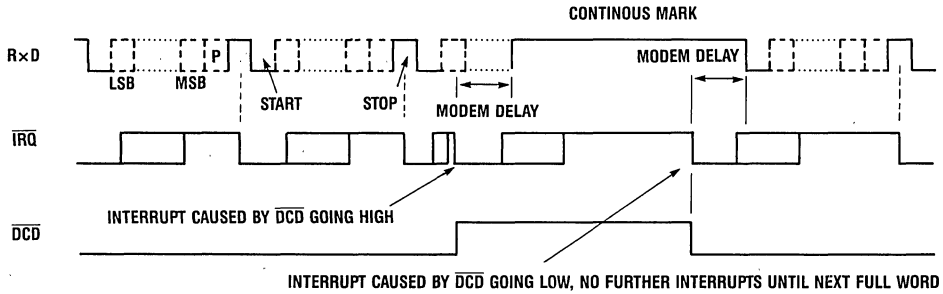 CONTINOUS MARK
R×D
P
MODEM DELAY
LSB
MSB
START
STOP
MODEM DELAY
IRQ
INTERRUPT CAUSED BY DCD GOING HIGH
DCD
INTERRUPT CAUSED BY DCD GOING LOW, NO FURTHER INTERRUPTS UNTIL NEXT FULL WORD